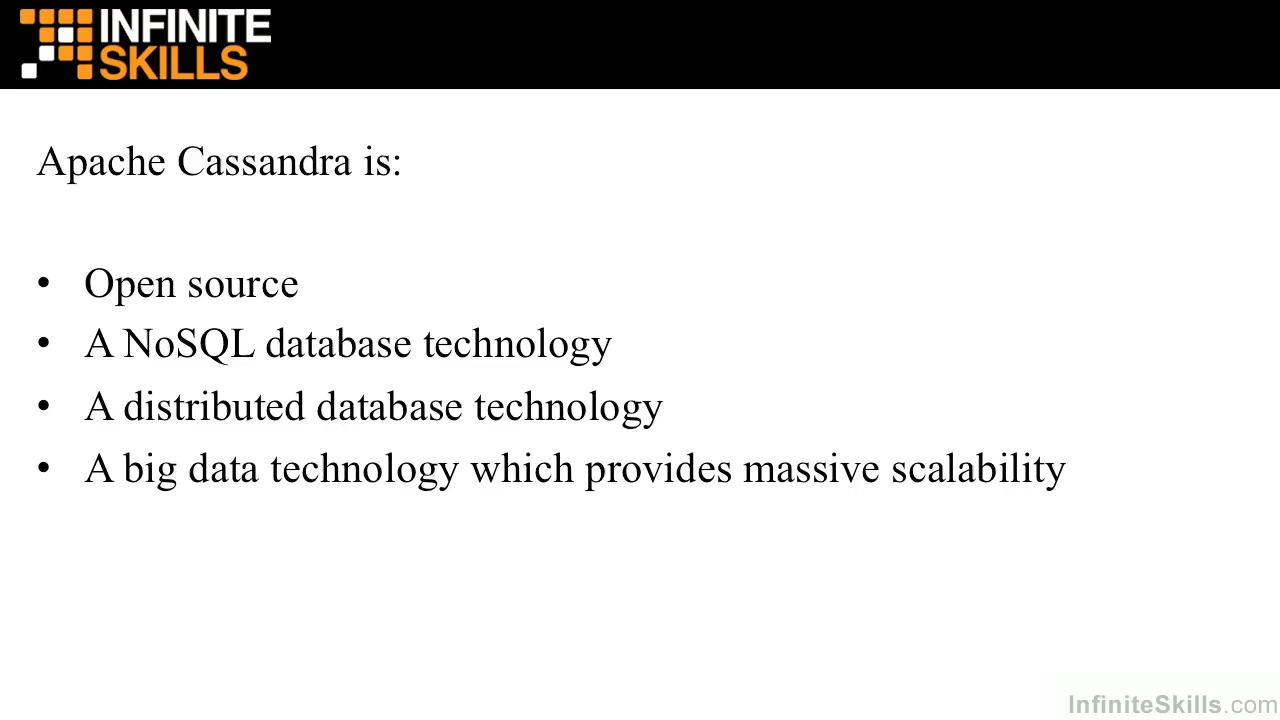 INFINITE
SKILLS
Apache Cassandra is:
• Open source
• A NoSQL database technology
• A distributed database technology
• A big data technology which provides massive scalability
InfiniteSkills.com